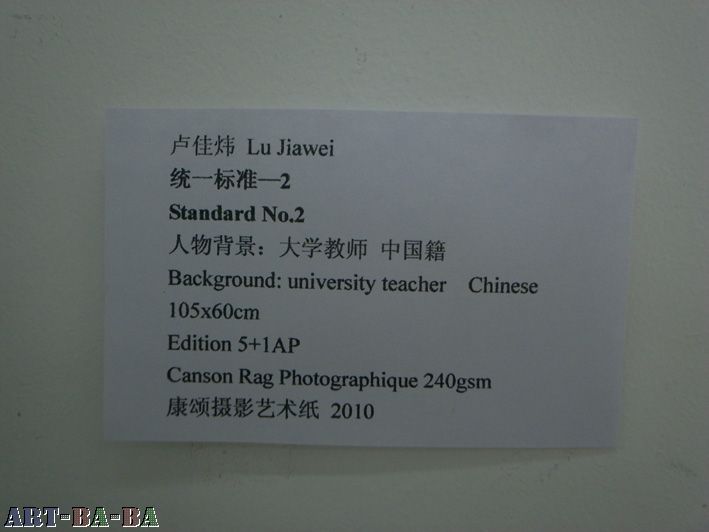 卢佳炜 Lu Jiawei
统一标准—2
Standard No.2
人物背景：大学教师 中国籍
Background: university teacher Chinese
105x60cm
Edition 5+1AP
Canson Rag Photographique 240gsm
康颂摄影艺术纸 2010
ART-BA-BA